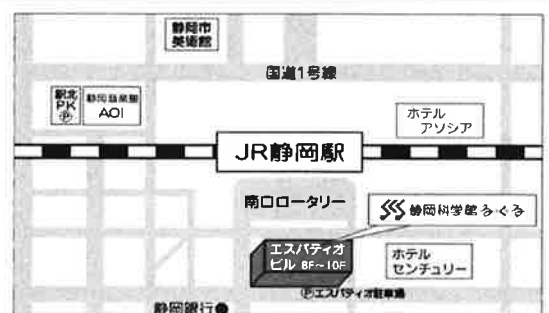 静岡市
美術館
国道1号線
駅北
PK
Ⓟ
静岡音楽館
AOI
ホテル
アソシア
JR静岡駅
南口ロータリー
静岡科学館る・く・る
エスパティオ
ビル 8F～10F
ホテル
センチュリー
Ⓟエスパティオ駐車場
静岡銀行